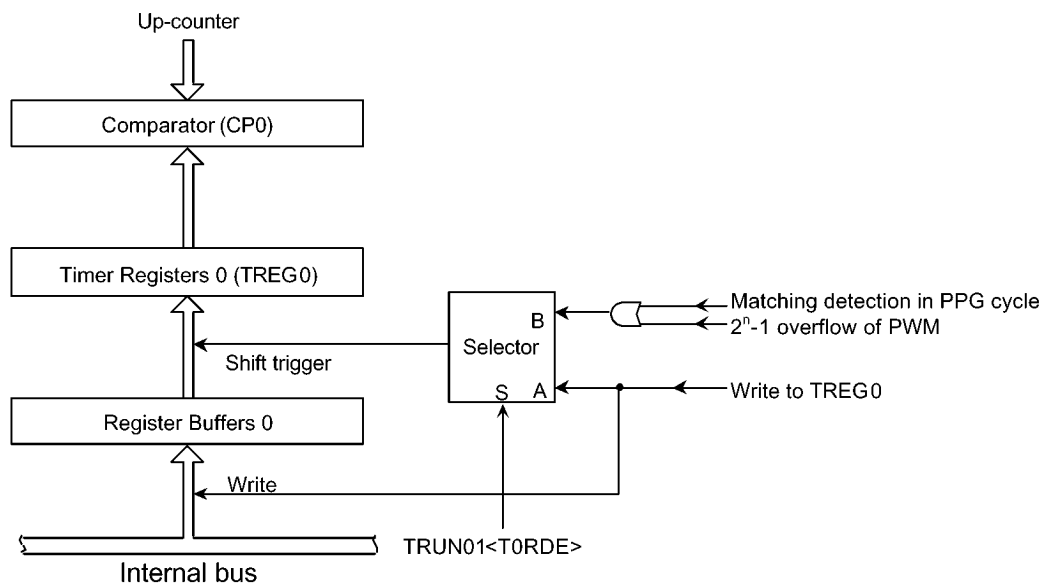 Up-counter
Comparator (CP0)
Timer Registers 0 (TREG0)
Matching detection in PPG cycle
B
2ⁿ-1 overflow of PWM
Selector
Shift trigger
S
A
Write to TREG0
Register Buffers 0
Write
TRUN01<T0RDE>
Internal bus